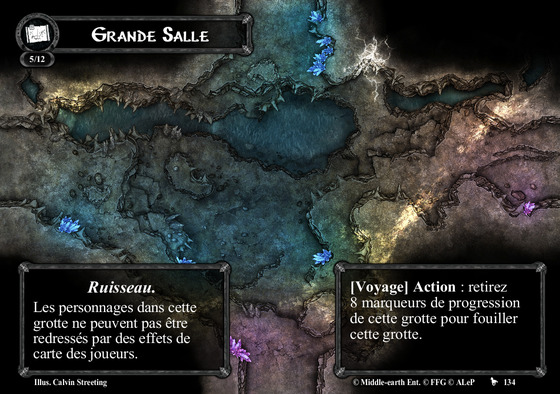 Grande Salle
5/12
Ruisseau.
Les personnages dans cette
grotte ne peuvent pas être
redressés par des effets de
carte des joueurs.
[Voyage] Action : retirez
8 marqueurs de progression
de cette grotte pour fouiller
cette grotte.
Illus. Calvin Streeting
© Middle-earth Ent. © FFG © ALeP
134